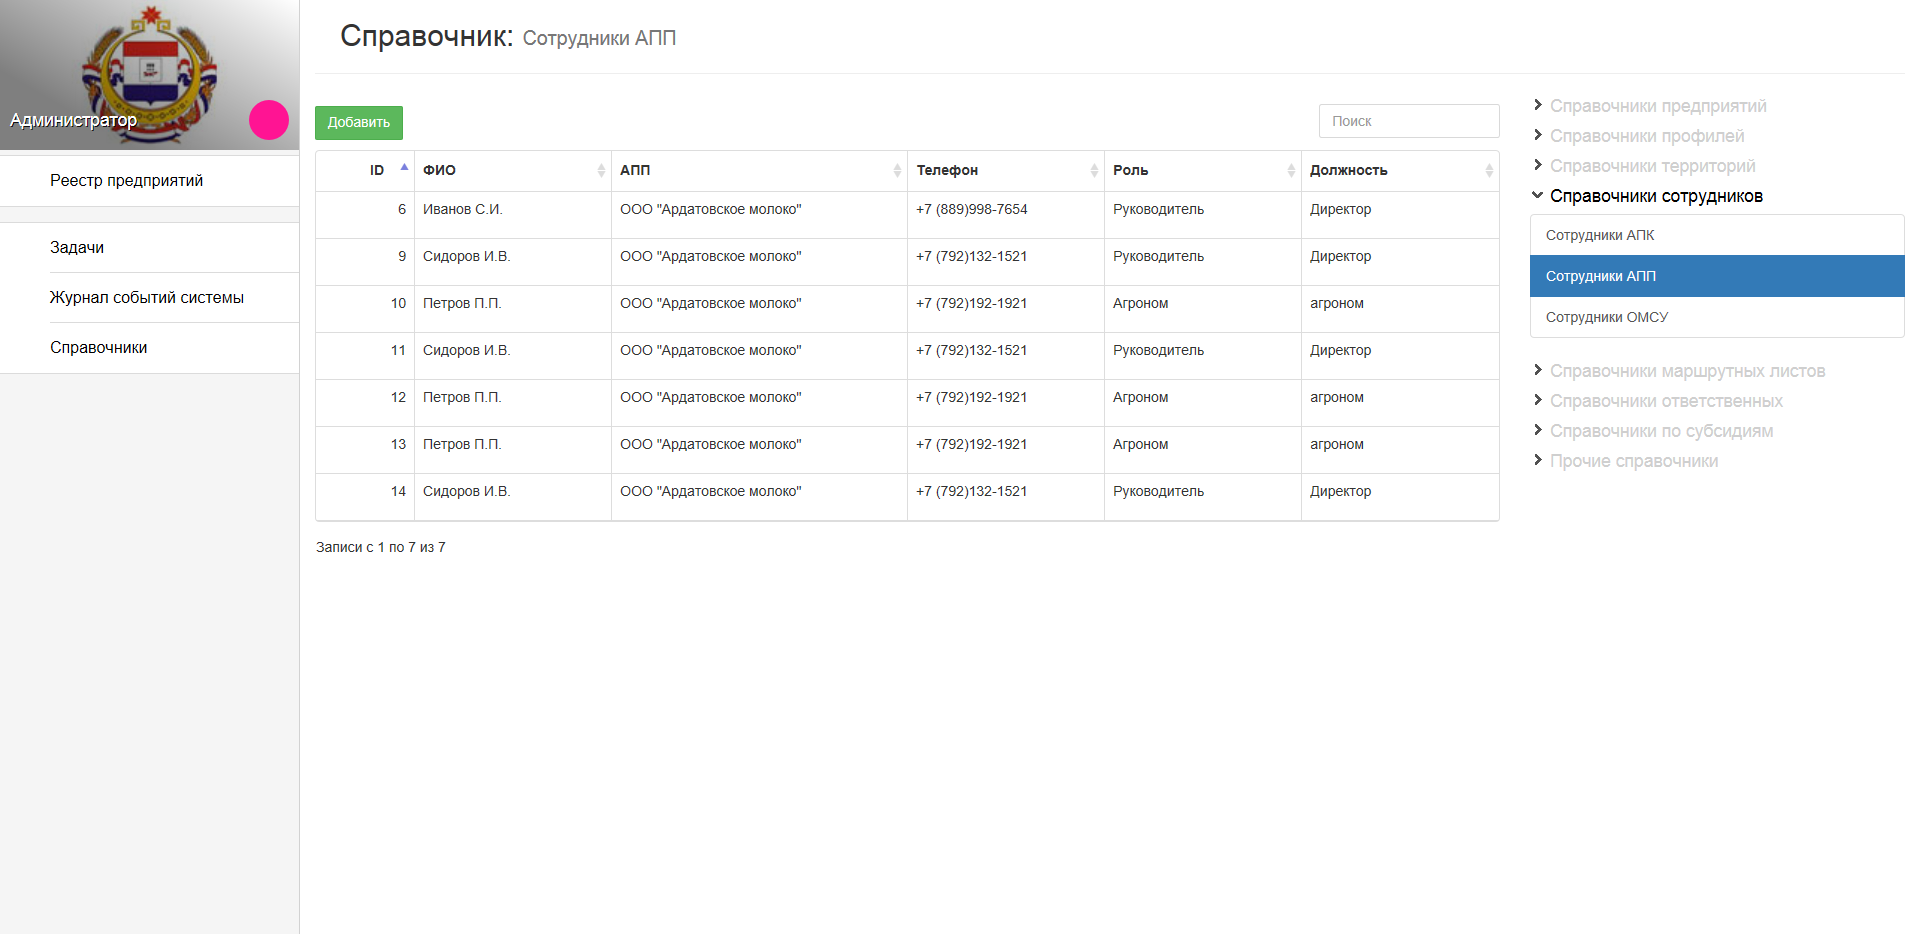 Администратор
Реестр предприятий
Задачи
Журнал событий системы
Справочники
Справочник: Сотрудники АПП
Добавить
Поиск
ID ФИО АПП Телефон Роль Должность
6 Иванов С.И. ООО "Ардатовское молоко" +7 (889)998-7654 Руководитель Директор
9 Сидоров И.В. ООО "Ардатовское молоко" +7 (792)132-1521 Руководитель Директор
10 Петров П.П. ООО "Ардатовское молоко" +7 (792)192-1921 Агроном агроном
11 Сидоров И.В. ООО "Ардатовское молоко" +7 (792)132-1521 Руководитель Директор
12 Петров П.П. ООО "Ардатовское молоко" +7 (792)192-1921 Агроном агроном
13 Петров П.П. ООО "Ардатовское молоко" +7 (792)192-1921 Агроном агроном
14 Сидоров И.В. ООО "Ардатовское молоко" +7 (792)132-1521 Руководитель Директор
Записи с 1 по 7 из 7
Справочники предприятий
Справочники профилей
Справочники территорий
Справочники сотрудников
Сотрудники АПК
Сотрудники АПП
Сотрудники ОМСУ
Справочники маршрутных листов
Справочники ответственных
Справочники по субсидиям
Прочие справочники